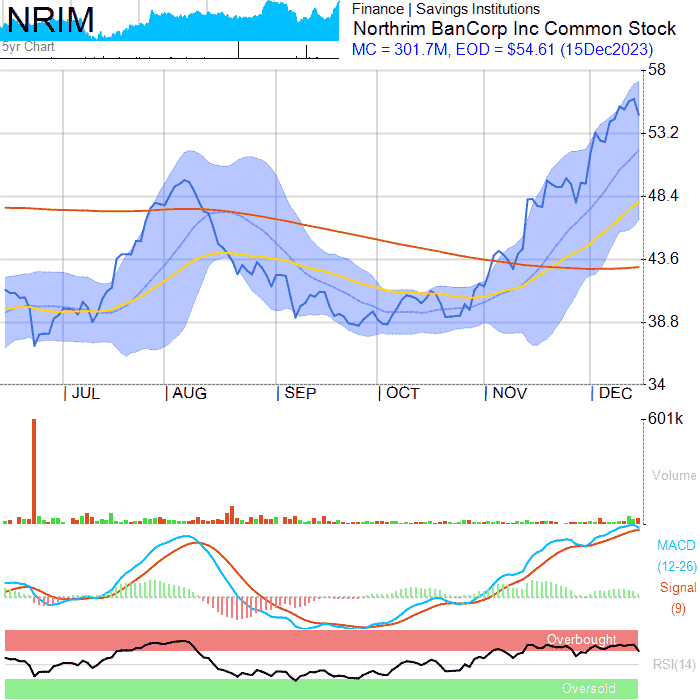 NRIM
5yr Chart
Finance | Savings Institutions
Northrim BanCorp Inc Common Stock
MC = 301.7M, EOD = $54.61 (15Dec2023)
58
53.2
48.4
43.6
38.8
34
| JUL | AUG | SEP | OCT | NOV | DEC
601k
Volume
MACD
(12-26)
Signal
(9)
Overbought
RSI(14)
Oversold